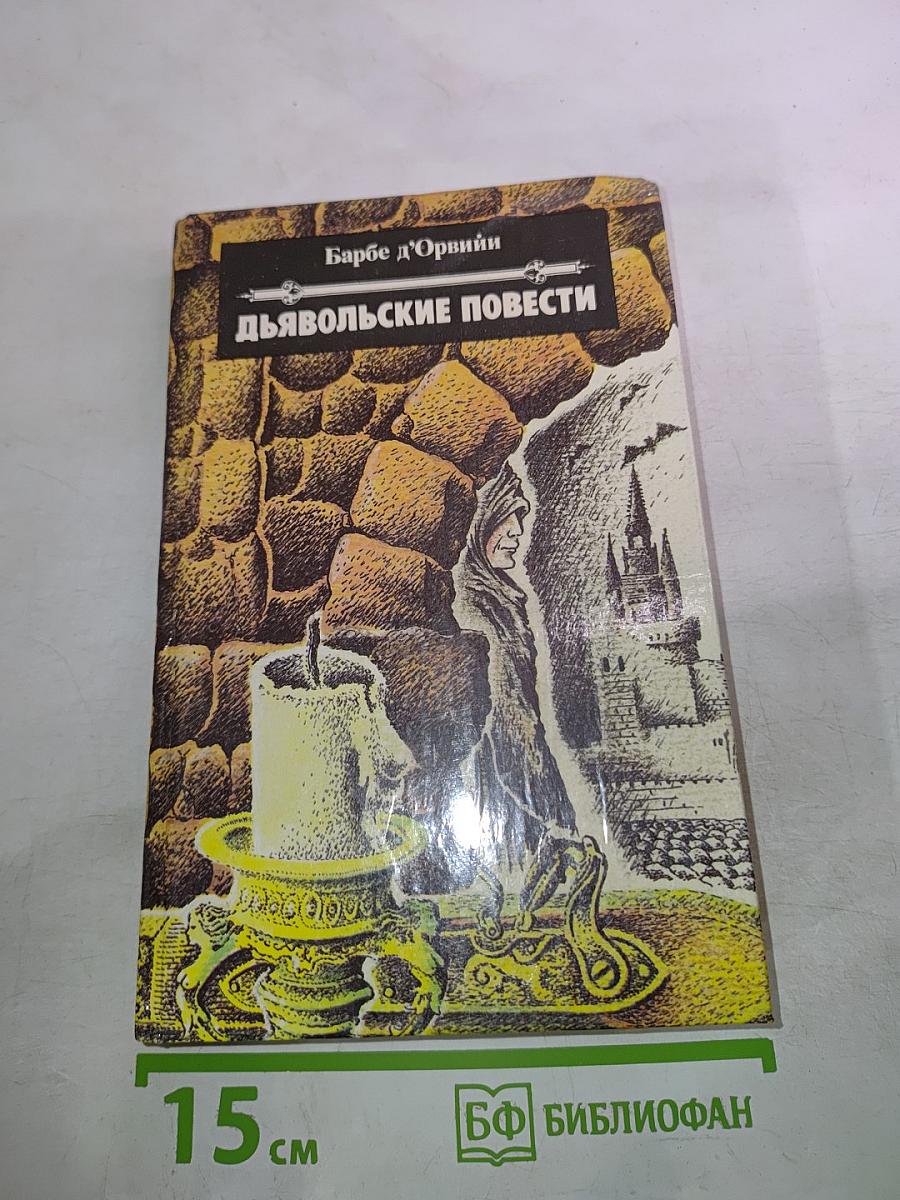 Барбе д'Орвийи
ДЬЯВОЛЬСКИЕ ПОВЕСТИ
15 см
БФ БИБЛИОФАН